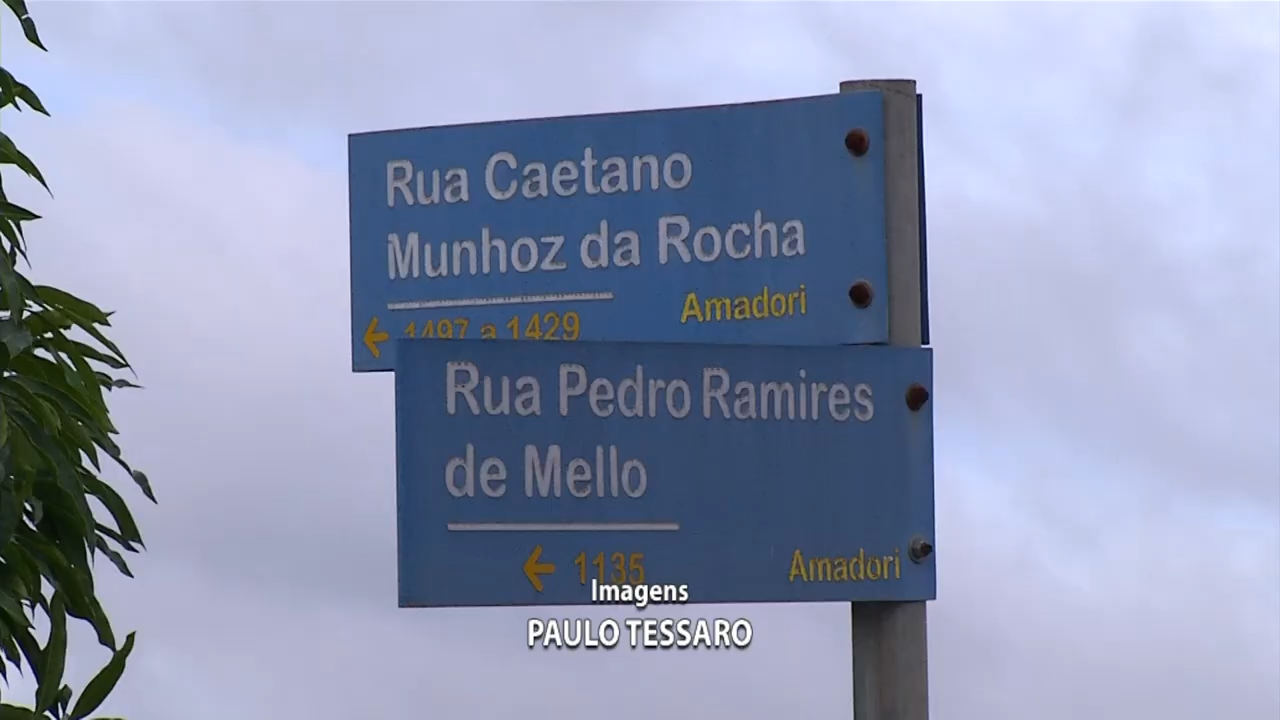 Rua Caetano
Munhoz da Rocha
← 1497 a 1429 Amadori
Rua Pedro Ramires
de Mello
← 1135 Amadori
Imagens
PAULO TESSARO